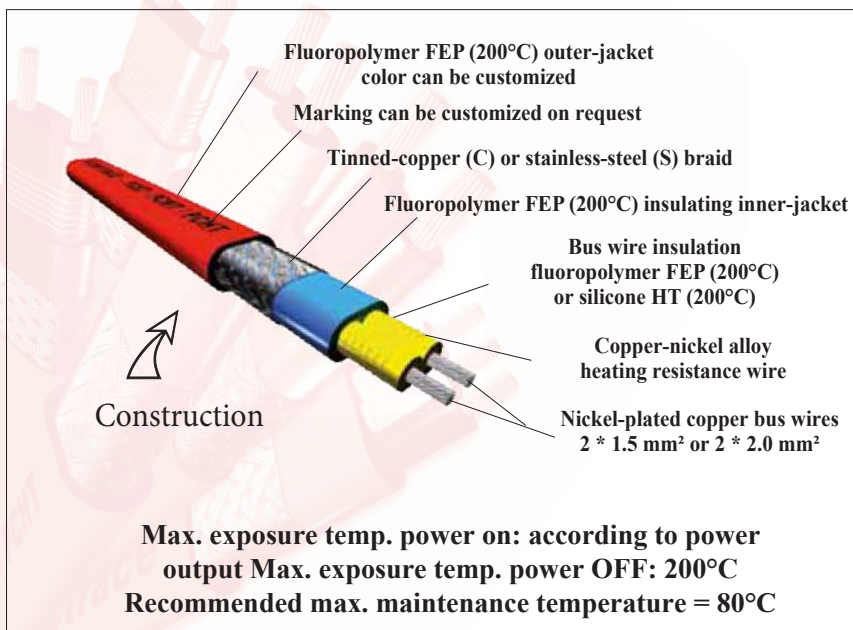 Fluoropolymer FEP (200°C) outer-jacket
color can be customized
Marking can be customized on request
Tinned-copper (C) or stainless-steel (S) braid
Fluoropolymer FEP (200°C) insulating inner-jacket
Bus wire insulation
fluoropolymer FEP (200°C)
or silicone HT (200°C)
Copper-nickel alloy
heating resistance wire
Nickel-plated copper bus wires
2 * 1.5 mm² or 2 * 2.0 mm²
Construction
Max. exposure temp. power on: according to power
output Max. exposure temp. power OFF: 200°C
Recommended max. maintenance temperature = 80°C